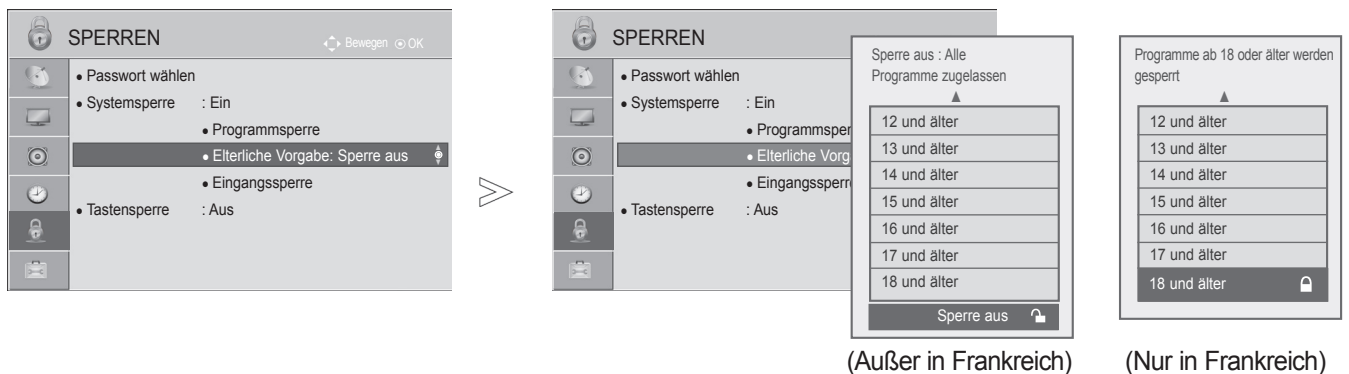 SPERREN
Bewegen OK
• Passwort wählen
• Systemsperre : Ein
• Programmsperre
• Elterliche Vorgabe: Sperre aus
• Eingangssperre
• Tastensperre : Aus
SPERREN
• Passwort wählen
• Systemsperre : Ein
• Programmsper
• Elterliche Vorg
• Eingangssperr
• Tastensperre : Aus
Sperre aus : Alle
Programme zugelassen
12 und älter
13 und älter
14 und älter
15 und älter
16 und älter
17 und älter
18 und älter
Sperre aus
(Außer in Frankreich)
Programme ab 18 oder älter werden
gesperrt
12 und älter
13 und älter
14 und älter
15 und älter
16 und älter
17 und älter
18 und älter
(Nur in Frankreich)